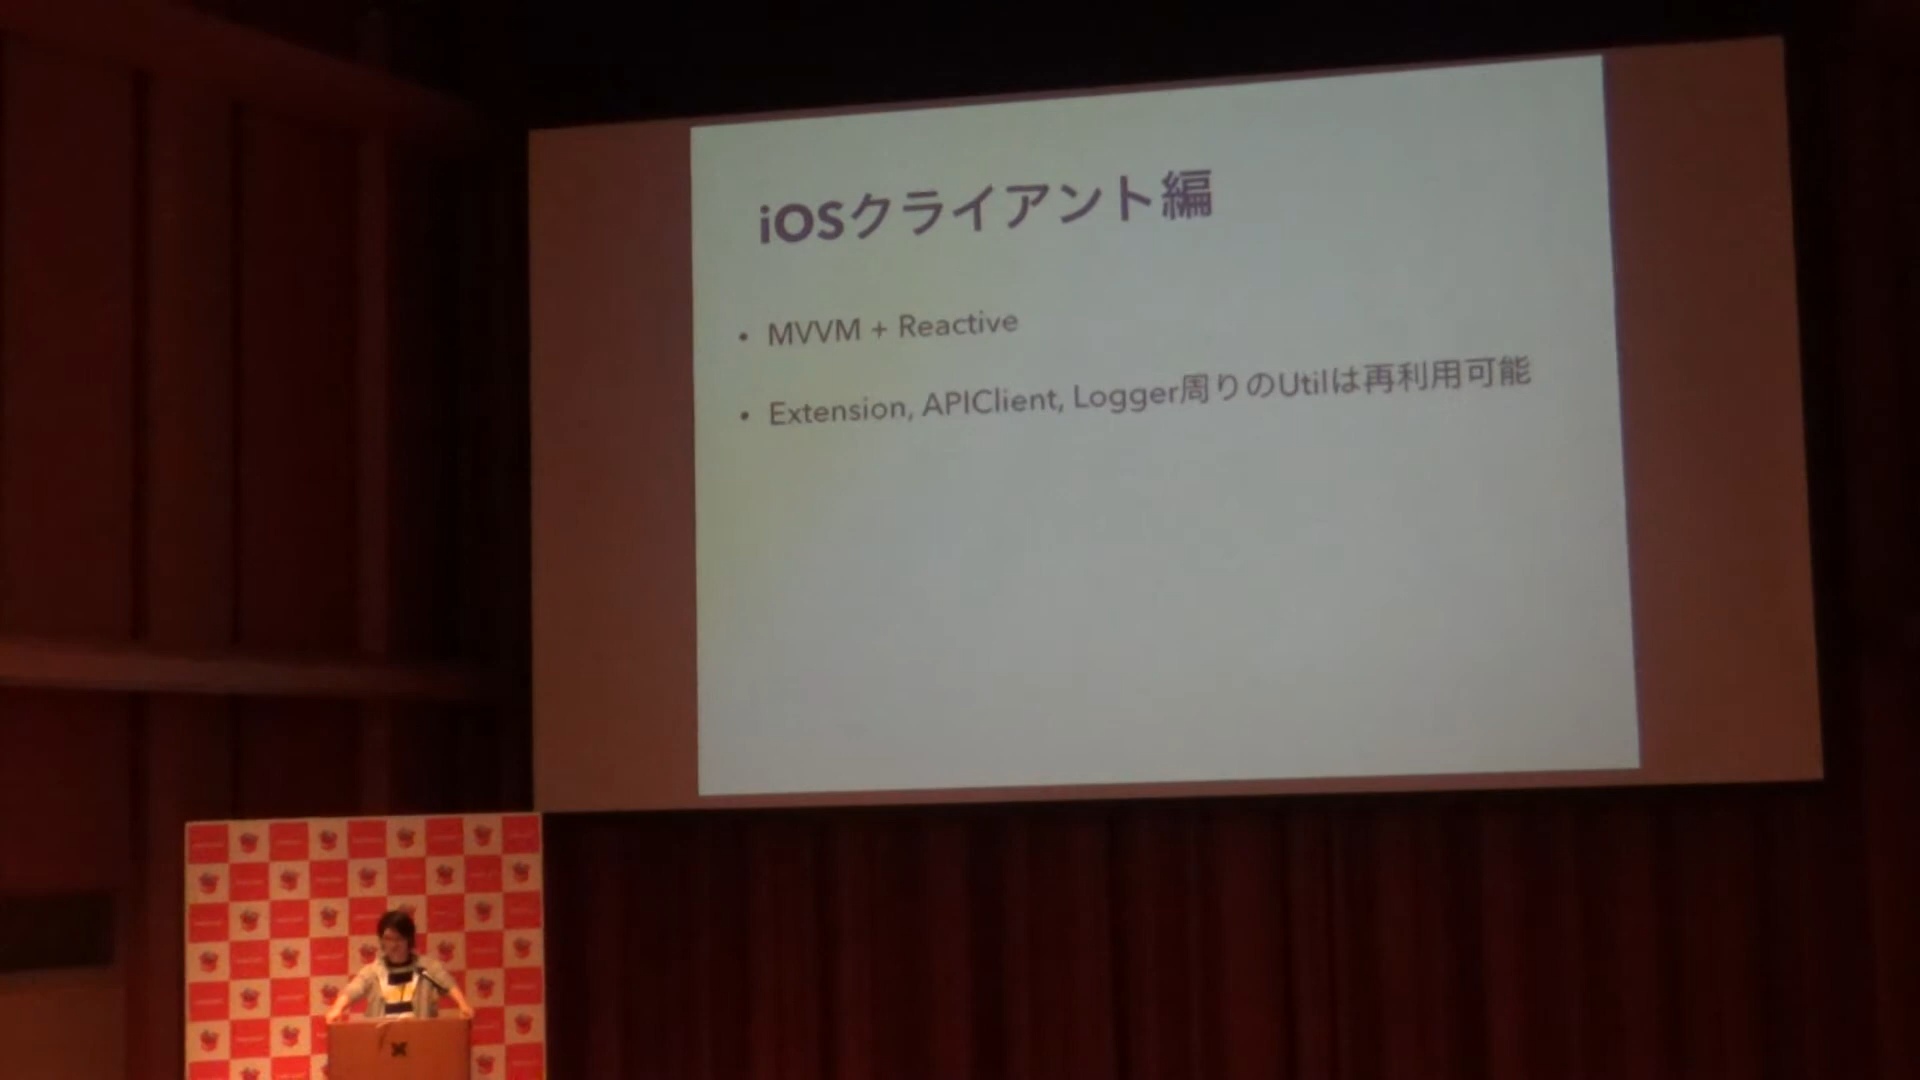 iOSクライアント編
• MVVM + Reactive
• Extension, APIClient, Logger周りのUtilは再利用可能